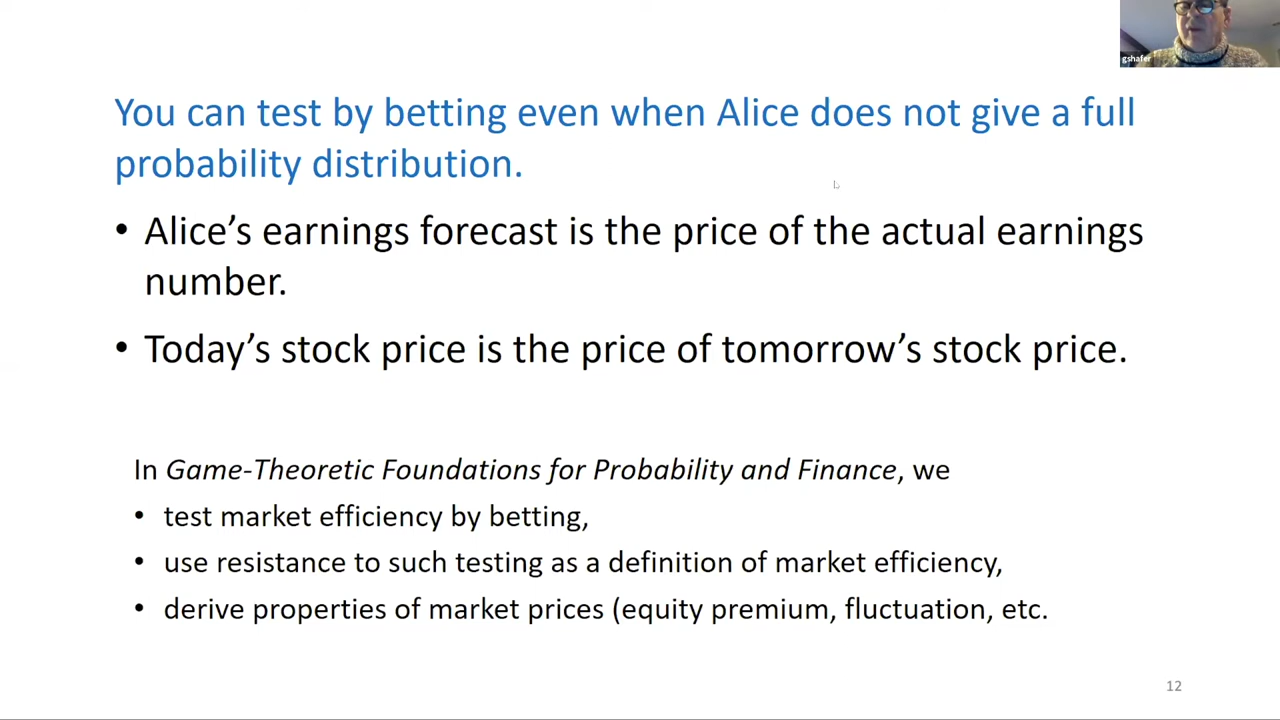 gshafer
You can test by betting even when Alice does not give a full
probability distribution.
• Alice’s earnings forecast is the price of the actual earnings
number.
• Today’s stock price is the price of tomorrow’s stock price.
In Game-Theoretic Foundations for Probability and Finance, we
• test market efficiency by betting,
• use resistance to such testing as a definition of market efficiency,
• derive properties of market prices (equity premium, fluctuation, etc.
12